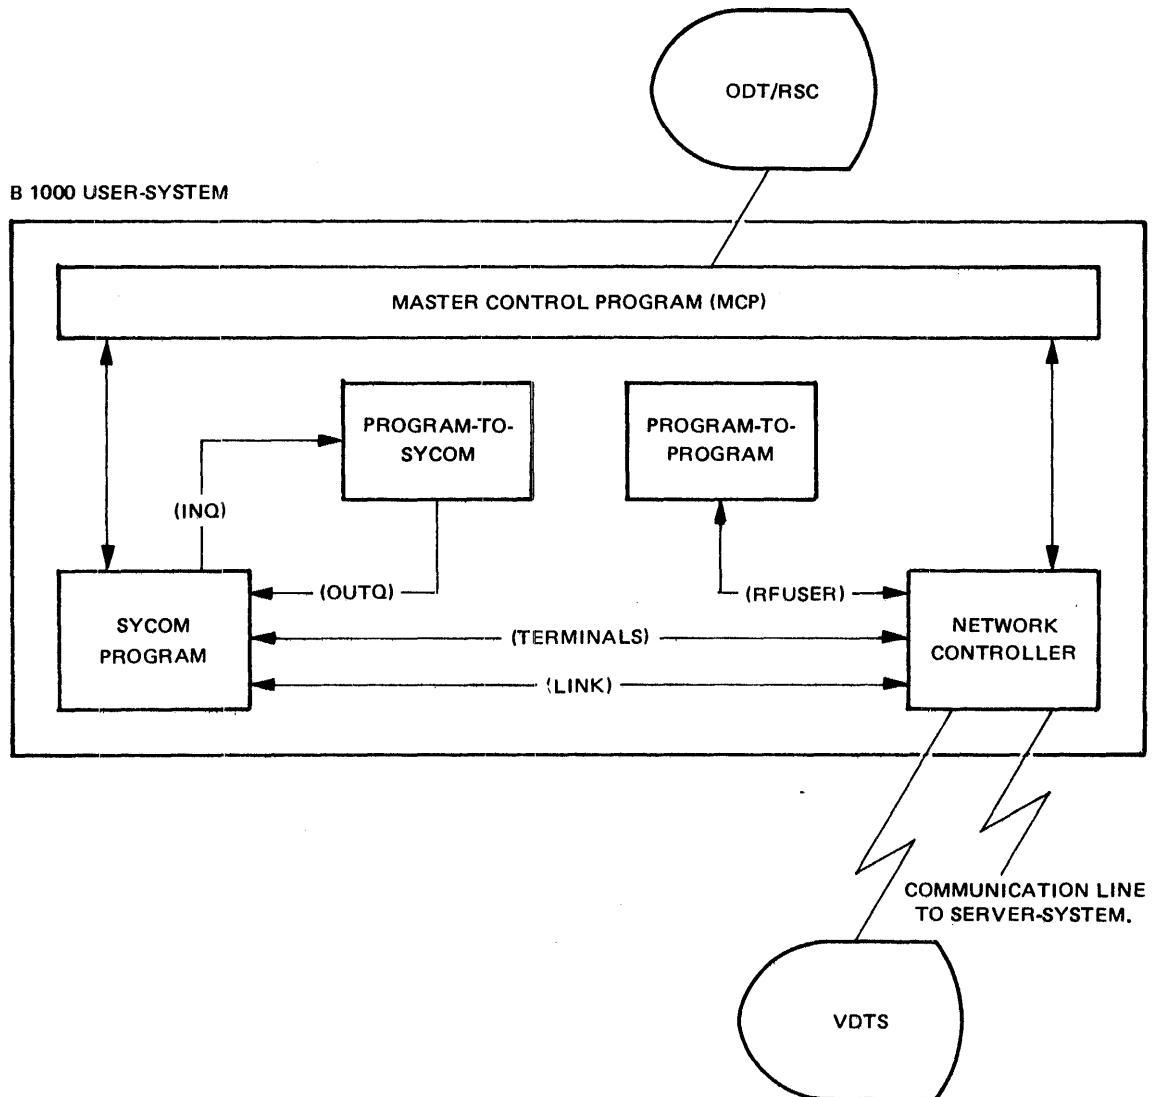 ODT/RSC
B 1000 USER-SYSTEM
MASTER CONTROL PROGRAM (MCP)
PROGRAM-TO-
SYCOM
PROGRAM-TO-
PROGRAM
(INQ)
(OUTQ)
(RFUSER)
SYCOM
PROGRAM
(TERMINALS)
NETWORK
CONTROLLER
(LINK)
COMMUNICATION LINE
TO SERVER-SYSTEM.
VDTS